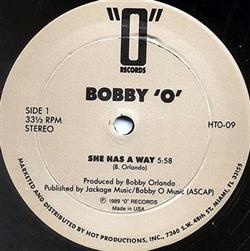 "O"
RECORDS
BOBBY 'O'
SIDE 1
33⅓ RPM
STEREO
HTO-09
SHE HAS A WAY 5:58
(B. Orlando)
Produced by Bobby Orlando
Published by Jackage Music/Bobby O Music (ASCAP)
℗ 1989 'O' RECORDS
Made in USA
MARKETED AND DISTRIBUTED BY HOT PRODUCTIONS, INC., 7340 S.W. 48th ST. MIAMI, FL 33155